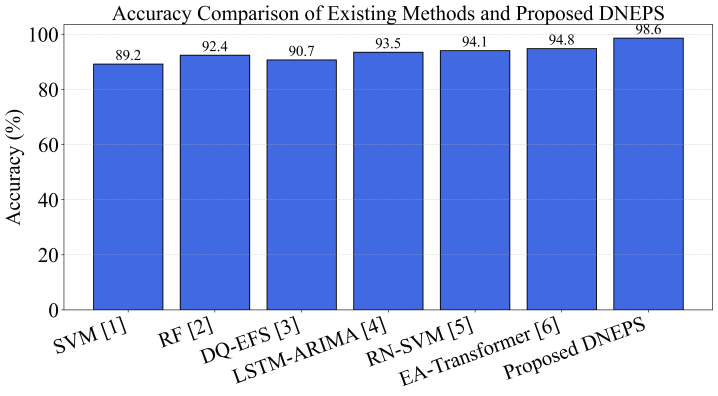 Accuracy Comparison of Existing Methods and Proposed DNEPS
Accuracy (%)
100
80
60
40
20
0
89.2
92.4
90.7
93.5
94.1
94.8
98.6
SVM [1]
RF [2]
DQ-EFS [3]
LSTM-ARIMA [4]
RN-SVM [5]
EA-Transformer [6]
Proposed DNEPS